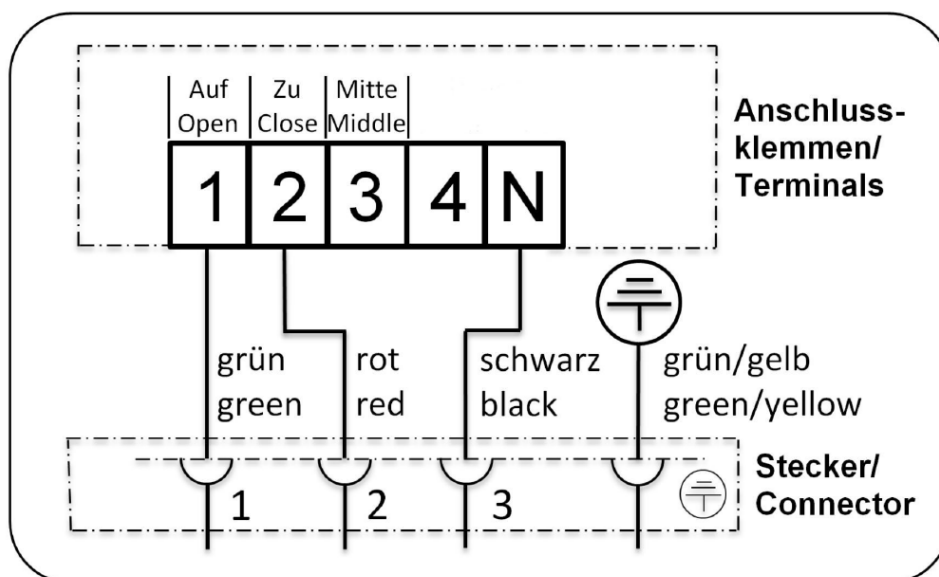 Auf Zu Mitte
Open Close Middle
Anschluss-
klemmen/
Terminals
1 2 3 4 N
grün rot schwarz grün/gelb
green red black green/yellow
Stecker/
Connector
1 2 3